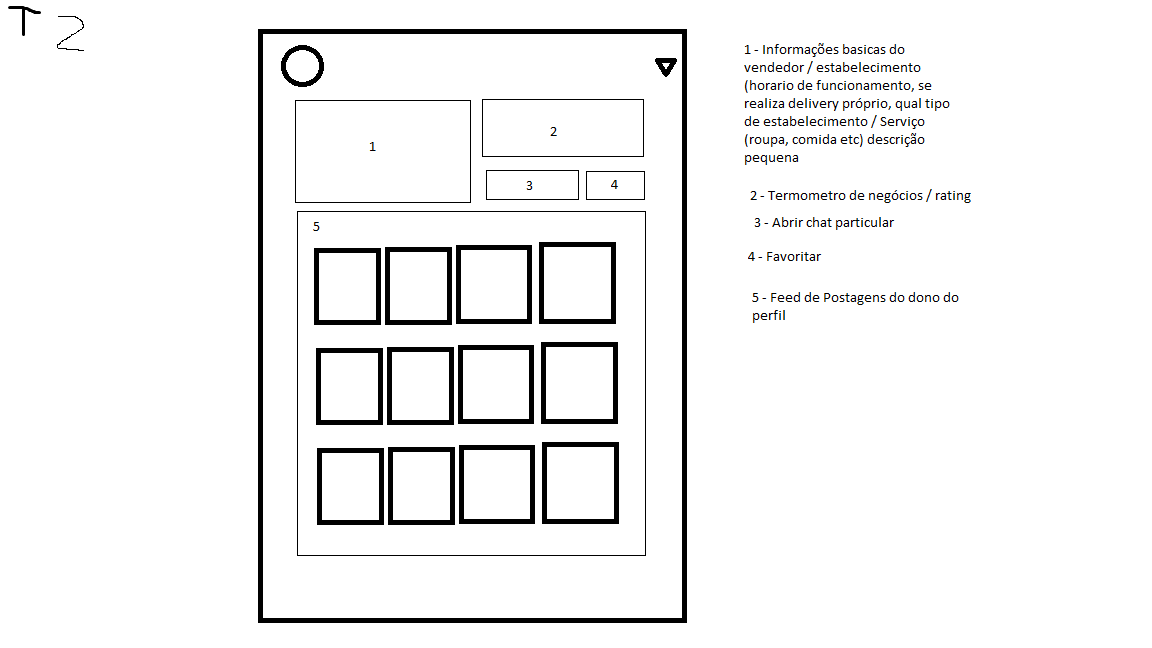 T 2
1
2
3
4
5
1 - Informações basicas do
vendedor / estabelecimento
(horario de funcionamento, se
realiza delivery próprio, qual tipo
de estabelecimento / Serviço
(roupa, comida etc) descrição
pequena
2 - Termometro de negócios / rating
3 - Abrir chat particular
4 - Favoritar
5 - Feed de Postagens do dono do
perfil